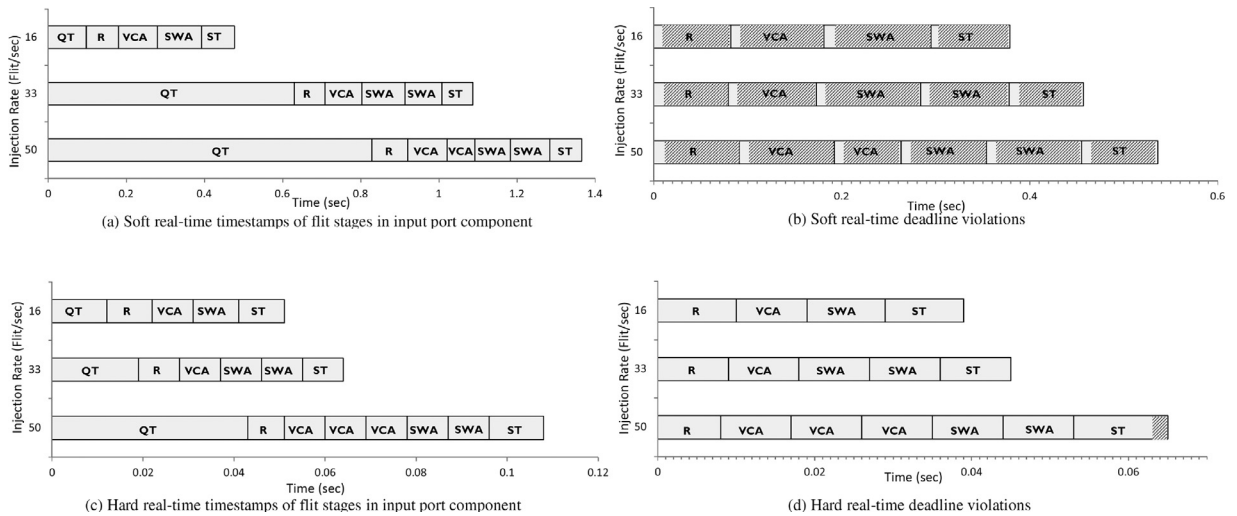 Injection Rate (Flit/sec)
16
QT R VCA SWA ST
33
QT R VCA SWA SWA ST
50
QT R VCA VCA SWA SWA ST
0 0.2 0.4 0.6 0.8 1 1.2 1.4
Time (sec)
(a) Soft real-time timestamps of flit stages in input port component
Injection Rate (Flit/sec)
16
R VCA SWA ST
33
R VCA SWA SWA ST
50
R VCA VCA SWA SWA ST
0 0.2 0.4 0.6
Time (sec)
(b) Soft real-time deadline violations
Injection Rate (Flit/sec)
16
QT R VCA SWA ST
33
QT R VCA SWA SWA ST
50
QT R VCA VCA VCA SWA SWA ST
0 0.02 0.04 0.06 0.08 0.1 0.12
Time (sec)
(c) Hard real-time timestamps of flit stages in input port component
Injection Rate (Flit/sec)
16
R VCA SWA ST
33
R VCA SWA SWA ST
50
R VCA VCA VCA SWA SWA ST
0 0.02 0.04 0.06
Time (sec)
(d) Hard real-time deadline violations